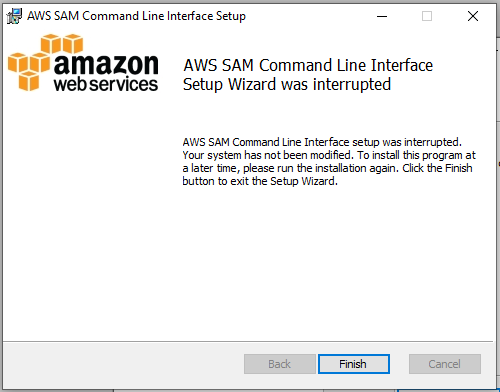 AWS SAM Command Line Interface Setup
amazon
web services
AWS SAM Command Line Interface
Setup Wizard was interrupted
AWS SAM Command Line Interface setup was interrupted.
Your system has not been modified. To install this program at
a later time, please run the installation again. Click the Finish
button to exit the Setup Wizard.
Back
Finish
Cancel